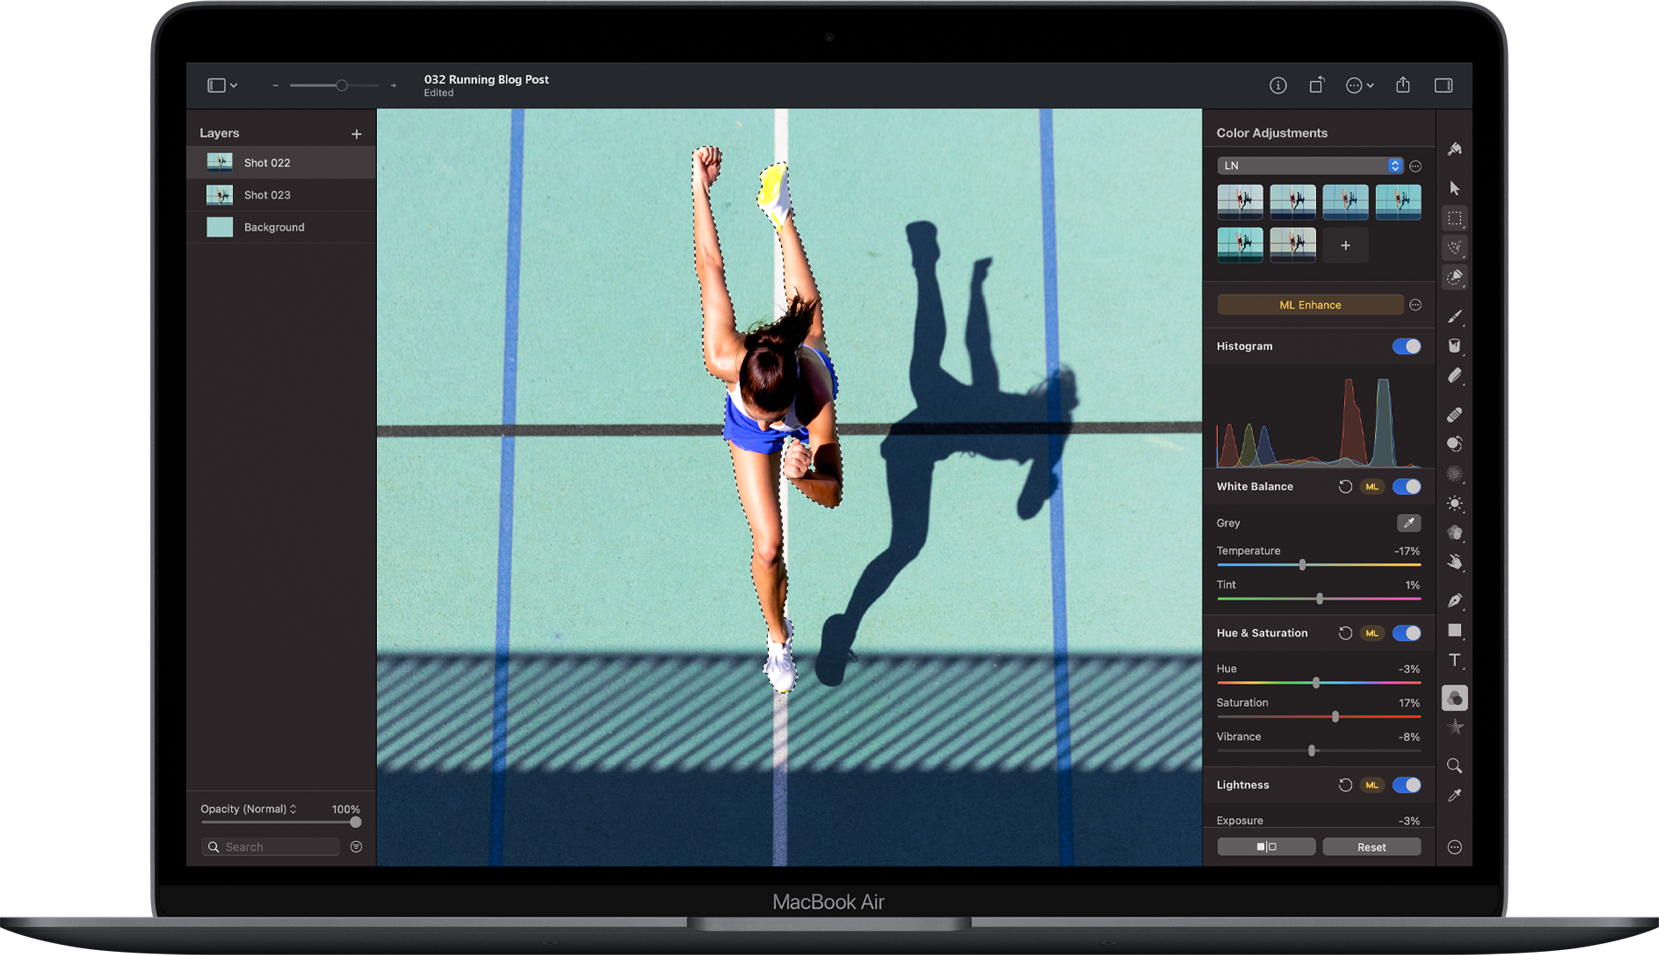 032 Running Blog Post
Edited
Layers
Shot 022
Shot 023
Background
Opacity (Normal)
100%
Search
Color Adjustments
LN
ML Enhance
Histogram
White Balance
ML
Grey
Temperature
-17%
Tint
1%
Hue & Saturation
ML
Hue
-3%
Saturation
17%
Vibrance
-8%
Lightness
ML
Exposure
-3%
Reset
T
MacBook Air